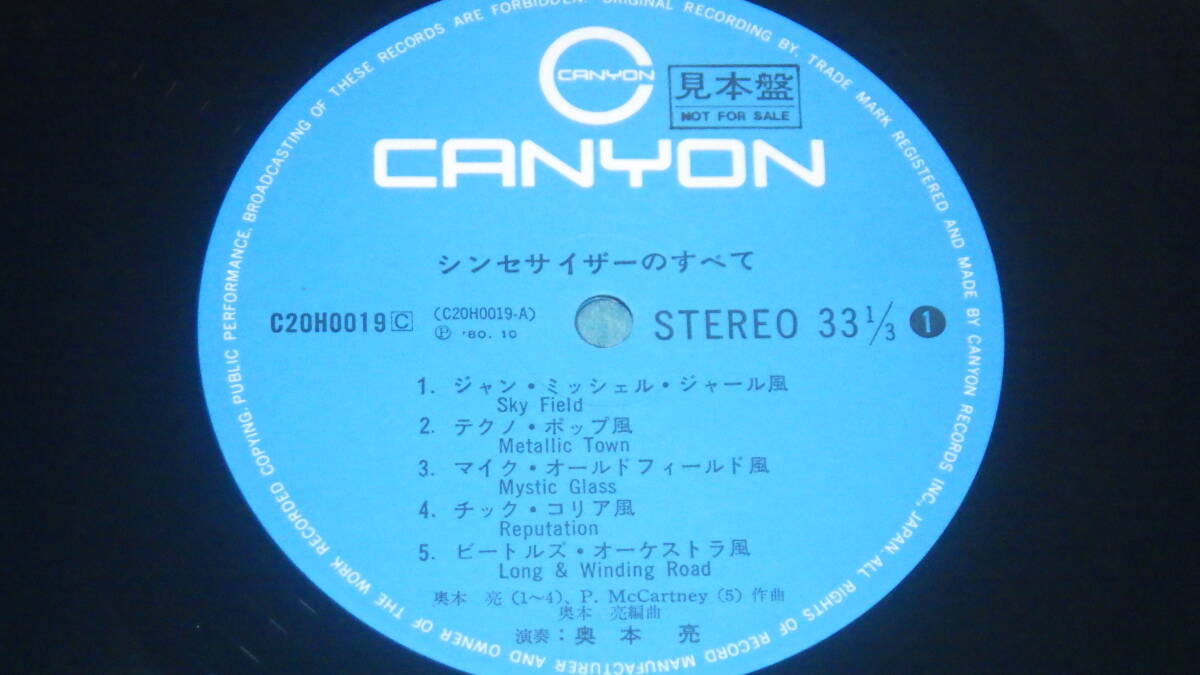 CANYON
見本盤
NOT FOR SALE
CANYON
シンセサイザーのすべて
C20H0019 C
(C20H0019-A)
Ⓟ '80. 10
STEREO 33 1/3 1
1. ジャン・ミッシェル・ジャール風
Sky Field
2. テクノ・ポップ風
Metallic Town
3. マイク・オールドフィールド風
Mystic Glass
4. チック・コリア風
Reputation
5. ビートルズ・オーケストラ風
Long & Winding Road
奥本 亮 (1〜4)、P. McCartney (5) 作曲
奥本 亮編曲
演奏：奥本 亮
RECORD MANUFACTURER AND OWNER OF THE WORK RECORDED COPYING. PUBLIC PERFORMANCE. BROADCASTING OF THESE RECORDS ARE FORBIDDEN. ORIGINAL RECORDING BY. TRADE MARK REGISTERED AND MADE BY CANYON RECORDS INC., JAPAN. ALL RIGHTS OF